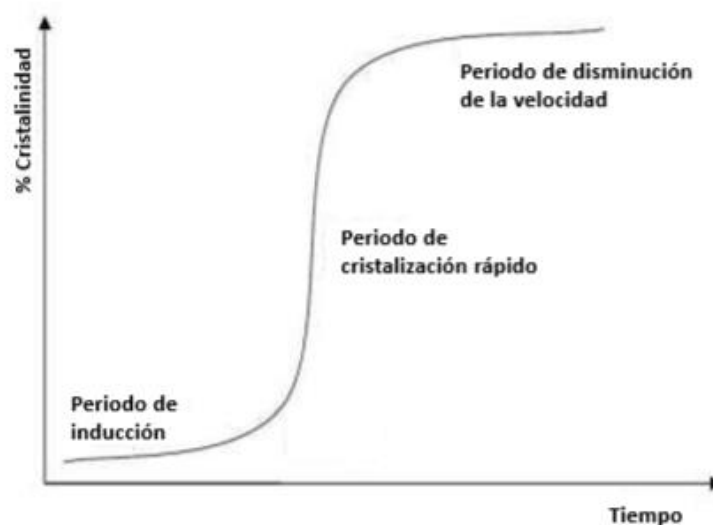 % Cristalinidad
Periodo de disminución
de la velocidad
Periodo de
cristalización rápido
Periodo de
inducción
Tiempo